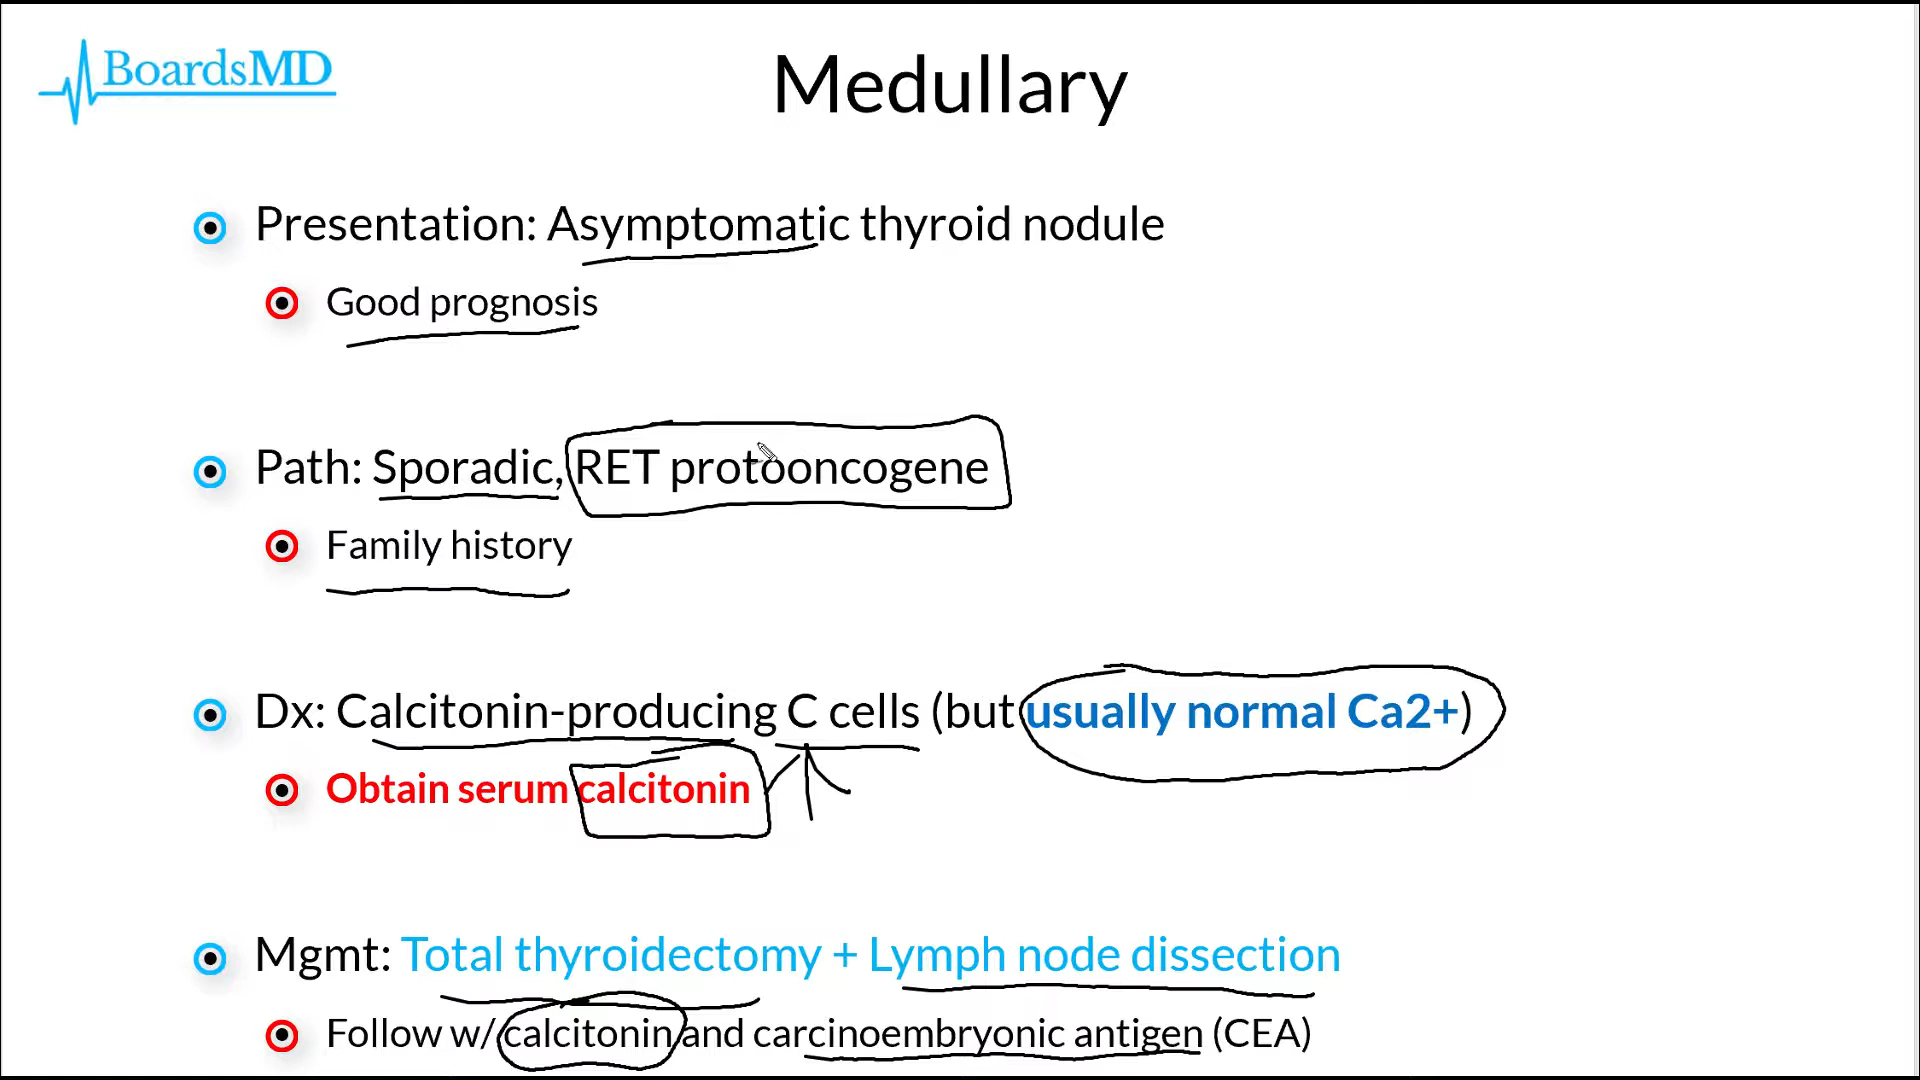 BoardsMD
Medullary
Presentation: Asymptomatic thyroid nodule
Good prognosis
Path: Sporadic, RET protooncogene
Family history
Dx: Calcitonin-producing C cells (but usually normal Ca2+)
Obtain serum calcitonin
Mgmt: Total thyroidectomy + Lymph node dissection
Follow w/ calcitonin and carcinoembryonic antigen (CEA)